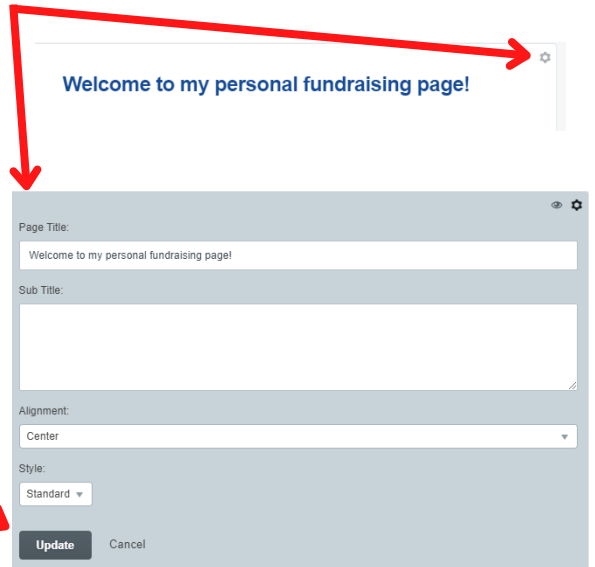 Welcome to my personal fundraising page!
Page Title:
Welcome to my personal fundraising page!
Sub Title:
Alignment:
Center
Style:
Standard
Update Cancel